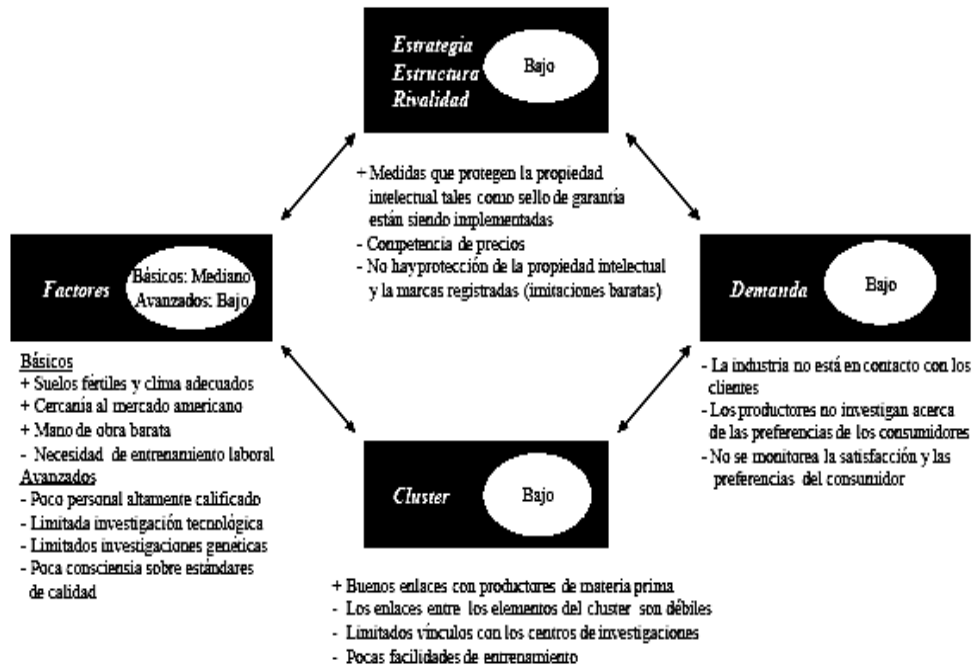 Estrategia
Estructura
Rivalidad
Bajo
+ Medidas que protegen la propiedad
intelectual tales como sello de garantía
están siendo implementadas
- Competencia de precios
- No hay protección de la propiedad intelectual
y la marcas registradas (imitaciones baratas)
Factores
Básicos: Mediano
Avanzados: Bajo
Básicos
+ Suelos fértiles y clima adecuados
+ Cercanía al mercado americano
+ Mano de obra barata
- Necesidad de entrenamiento laboral
Avanzados
- Poco personal altamente calificado
- Limitada investigación tecnológica
- Limitados investigaciones genéticas
- Poca consciensia sobre estándares
de calidad
Demanda
Bajo
- La industria no está en contacto con los
clientes
- Los productores no investigan acerca
de las preferencias de los consumidores
- No se monitorea la satisfacción y las
preferencias del consumidor
Cluster
Bajo
+ Buenos enlaces con productores de materia prima
- Los enlaces entre los elementos del cluster son débiles
- Limitados vínculos con los centros de investigaciones
- Pocas facilidades de entrenamiento